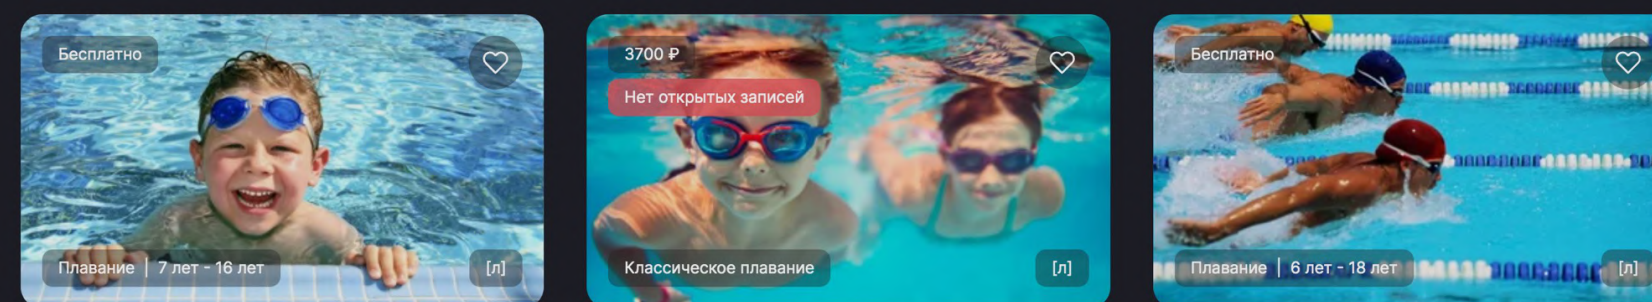 Бесплатно
Плавание | 7 лет - 16 лет
[л]
3700 ₽
Нет открытых записей
Классическое плавание
[л]
Бесплатно
Плавание | 6 лет - 18 лет
[л]